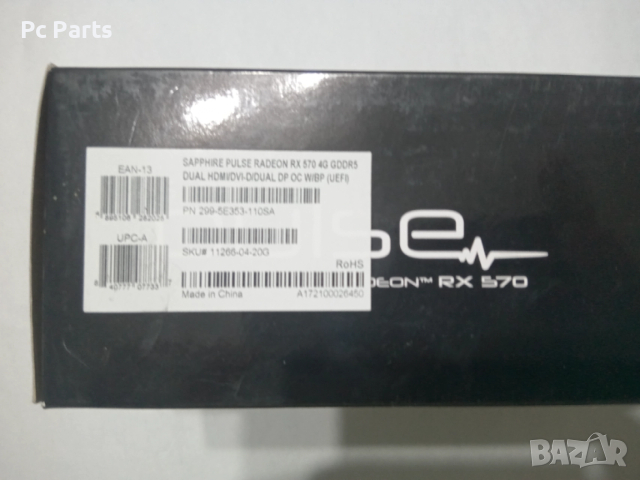 Pc Parts
EAN-13
SAPPHIRE PULSE RADEON RX 570 4G GDDR5
DUAL HDMI/DVI-D/DUAL DP OC W/BP (UEFI)
PN 299-5E353-110SA
UPC-A
SKU# 11266-04-20G
RoHS
Made in China
A172100026450
RX 570
BAZAR